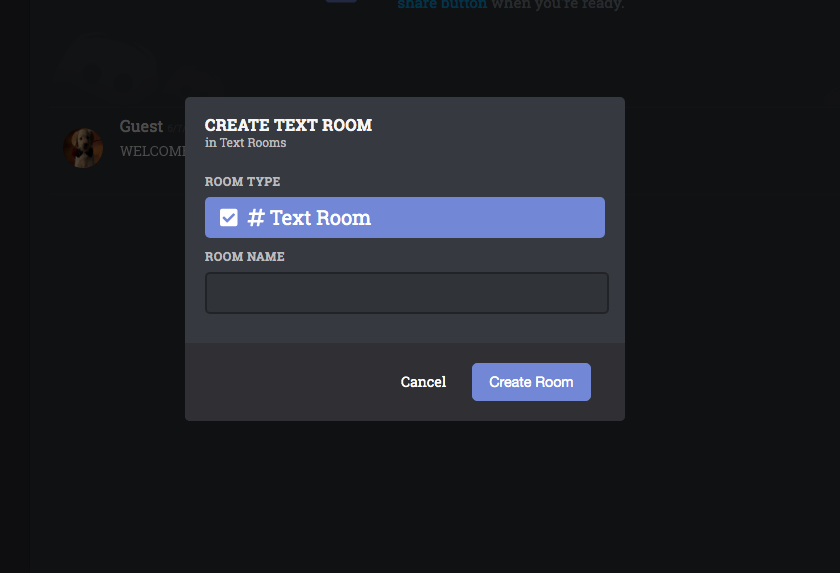 share button when you're ready.
Guest
WELCOME
CREATE TEXT ROOM
in Text Rooms
ROOM TYPE
# Text Room
ROOM NAME
Cancel
Create Room